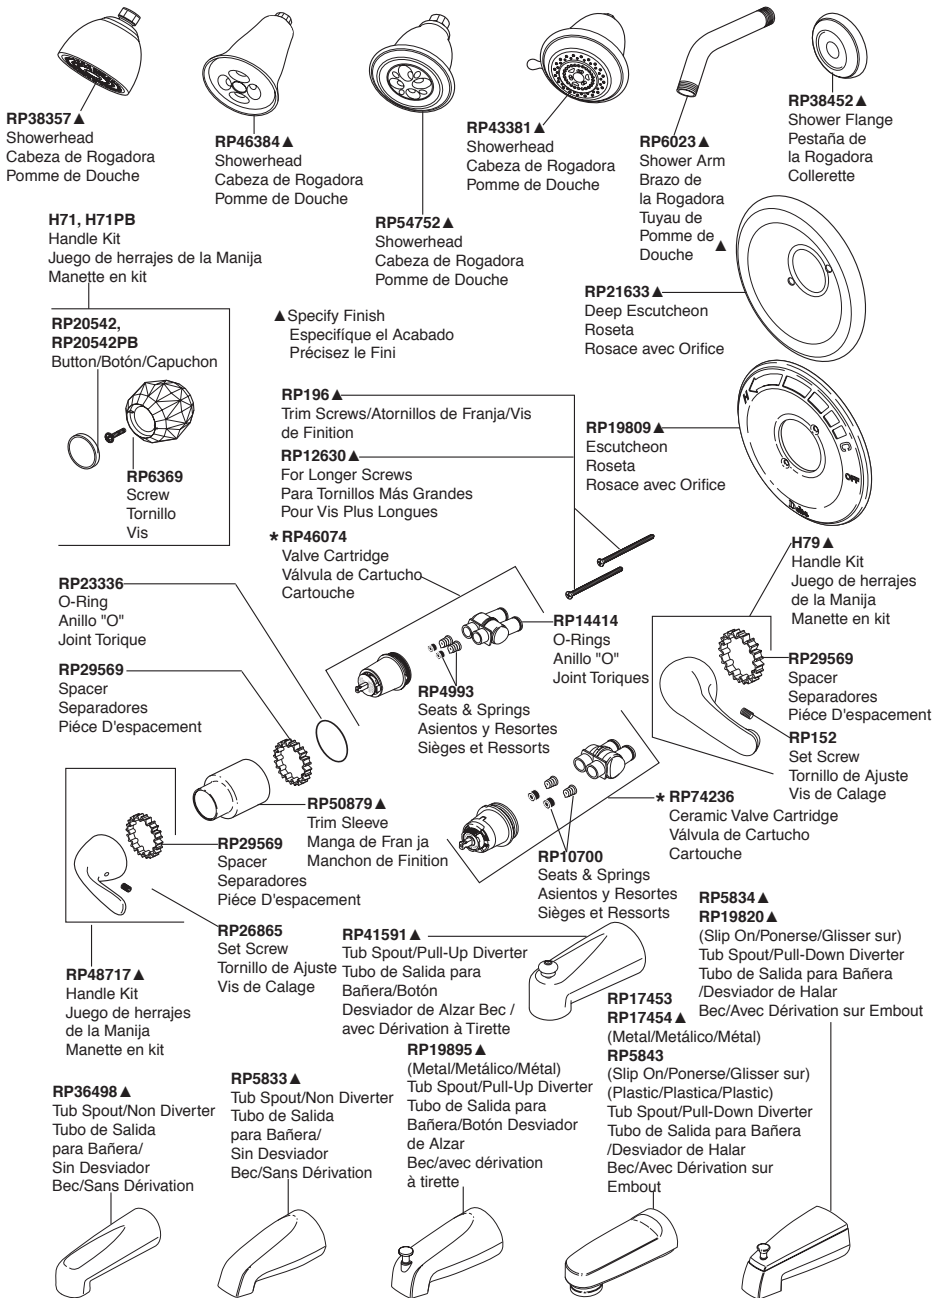 RP38357▲
Showerhead
Cabeza de Rogadora
Pomme de Douche
RP46384▲
Showerhead
Cabeza de Rogadora
Pomme de Douche
RP54752▲
Showerhead
Cabeza de Rogadora
Pomme de Douche
RP43381▲
Showerhead
Cabeza de Rogadora
Pomme de Douche
RP6023▲
Shower Arm
Brazo de
la Rogadora
Tuyau de
Pomme de
Douche ▲
RP38452▲
Shower Flange
Pestaña de
la Rogadora
Collerette
H71, H71PB
Handle Kit
Juego de herrajes de la Manija
Manette en kit
RP20542,
RP20542PB
Button/Botón/Capuchon
RP6369
Screw
Tornillo
Vis
▲Specify Finish
Especifíque el Acabado
Précisez le Fini
RP21633▲
Deep Escutcheon
Roseta
Rosace avec Orifice
RP196▲
Trim Screws/Atornillos de Franja/Vis
de Finition
RP12630▲
For Longer Screws
Para Tornillos Más Grandes
Pour Vis Plus Longues
RP19809▲
Escutcheon
Roseta
Rosace avec Orifice
H
C
OFF
Delta
*RP46074
Valve Cartridge
Válvula de Cartucho
Cartouche
H79▲
Handle Kit
Juego de herrajes
de la Manija
Manette en kit
RP23336
O-Ring
Anillo "O"
Joint Torique
RP14414
O-Rings
Anillo "O"
Joint Toriques
RP29569
Spacer
Separadores
Piéce D'espacement
RP4993
Seats & Springs
Asientos y Resortes
Sièges et Ressorts
RP29569
Spacer
Separadores
Piéce D'espacement
RP152
Set Screw
Tornillo de Ajuste
Vis de Calage
RP50879▲
Trim Sleeve
Manga de Fran ja
Manchon de Finition
*RP74236
Ceramic Valve Cartridge
Válvula de Cartucho
Cartouche
RP29569
Spacer
Separadores
Piéce D'espacement
RP10700
Seats & Springs
Asientos y Resortes
Sièges et Ressorts
RP26865
Set Screw
Tornillo de Ajuste
Vis de Calage
RP48717▲
Handle Kit
Juego de herrajes
de la Manija
Manette en kit
RP41591▲
Tub Spout/Pull-Up Diverter
Tubo de Salida para
Bañera/Botón
Desviador de Alzar Bec /
avec Dérivation à Tirette
RP5834▲
RP19820▲
(Slip On/Ponerse/Glisser sur)
Tub Spout/Pull-Down Diverter
Tubo de Salida para Bañera
/Desviador de Halar
Bec/Avec Dérivation sur Embout
RP17453
RP17454▲
(Metal/Metálico/Métal)
RP5843
(Slip On/Ponerse/Glisser sur)
(Plastic/Plastica/Plastic)
Tub Spout/Pull-Down Diverter
Tubo de Salida para Bañera
/Desviador de Halar
Bec/Avec Dérivation sur
Embout
RP19895▲
(Metal/Metálico/Métal)
Tub Spout/Pull-Up Diverter
Tubo de Salida para
Bañera/Botón Desviador
de Alzar
Bec/avec dérivation
à tirette
RP36498▲
Tub Spout/Non Diverter
Tubo de Salida
para Bañera/
Sin Desviador
Bec/Sans Dérivation
RP5833▲
Tub Spout/Non Diverter
Tubo de Salida
para Bañera/
Sin Desviador
Bec/Sans Dérivation